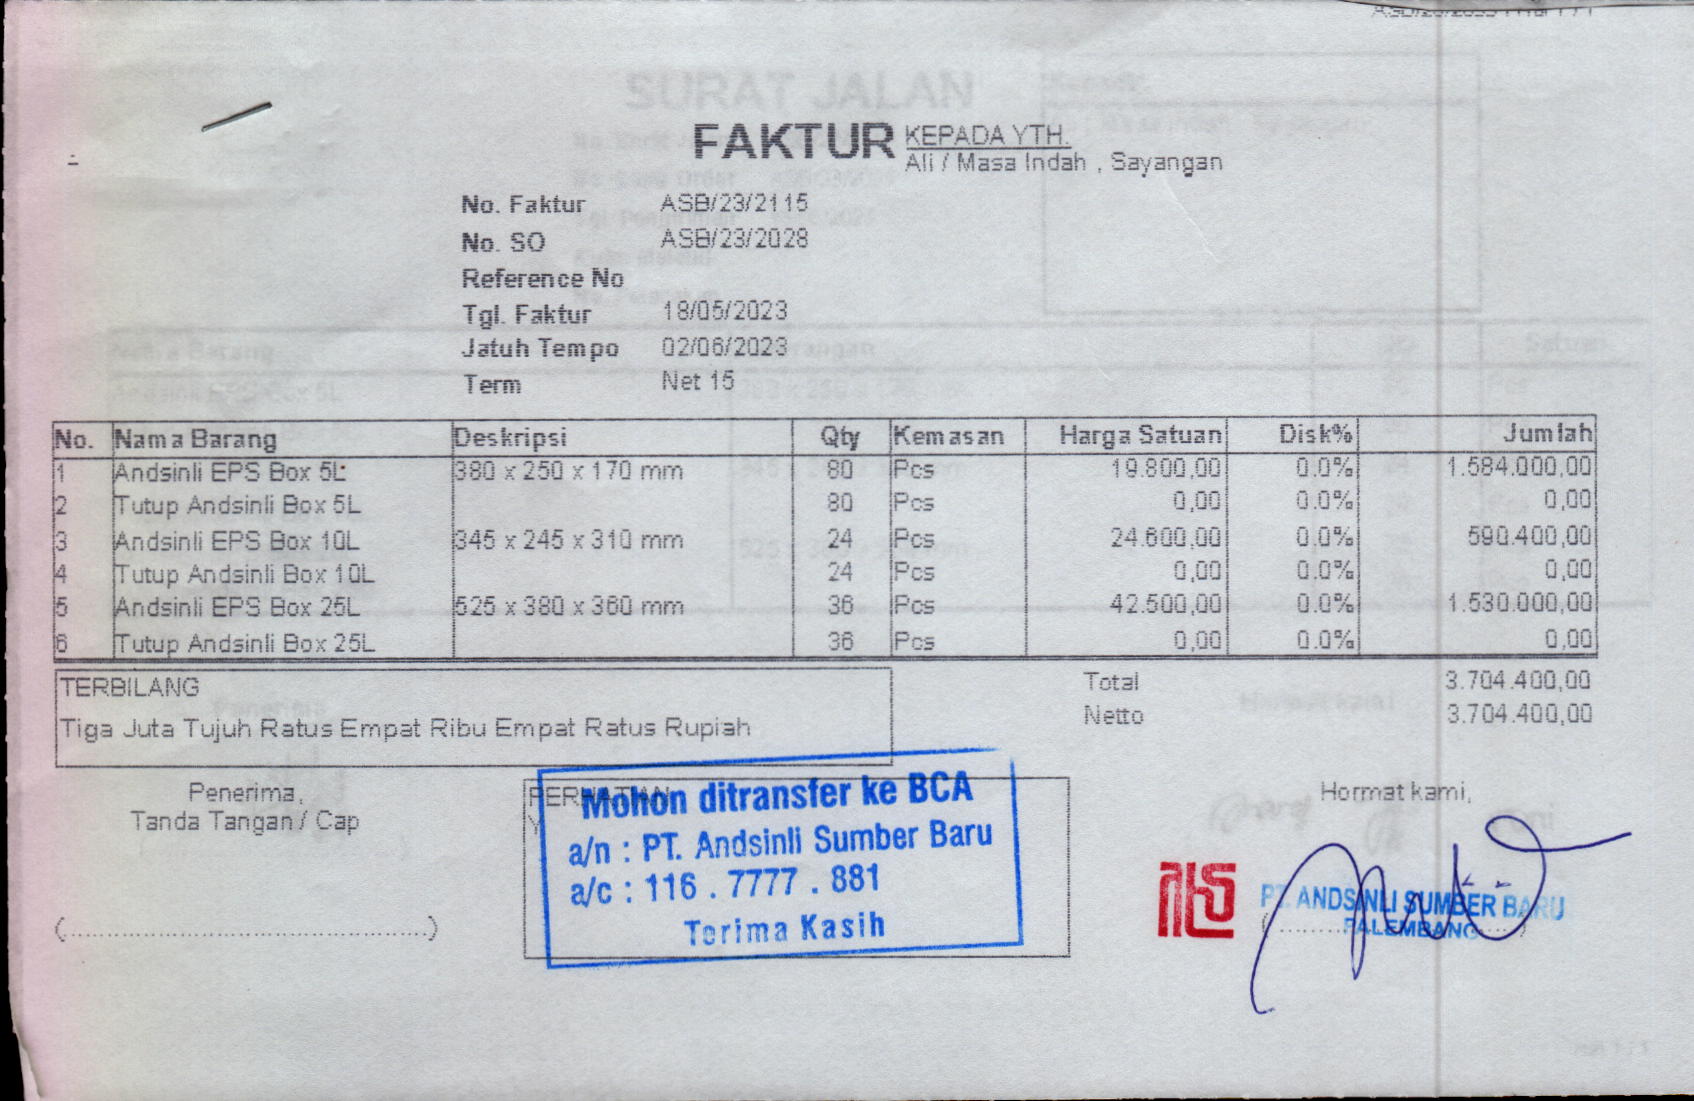 FAKTUR
KEPADA YTH.
Ali / Masa Indah , Sayangan
No. Faktur ASB/23/2115
No. SO ASB/23/2028
Reference No
Tgl. Faktur 18/05/2023
Jatuh Tempo 02/06/2023
Term Net 15
No. Nama Barang Deskripsi Qty Kemasan Harga Satuan Disk% Jumlah
1 Andsinli EPS Box 5L 380 x 250 x 170 mm 80 Pcs 19.800,00 0.0% 1.584.000,00
2 Tutup Andsinli Box 5L 80 Pcs 0,00 0.0% 0,00
3 Andsinli EPS Box 10L 345 x 245 x 310 mm 24 Pcs 24.600,00 0.0% 590.400,00
4 Tutup Andsinli Box 10L 24 Pcs 0,00 0.0% 0,00
5 Andsinli EPS Box 25L 525 x 380 x 360 mm 36 Pcs 42.500,00 0.0% 1.530.000,00
6 Tutup Andsinli Box 25L 36 Pcs 0,00 0.0% 0,00
TERBILANG
Tiga Juta Tujuh Ratus Empat Ribu Empat Ratus Rupiah
Total 3.704.400,00
Netto 3.704.400,00
Penerima,
Tanda Tangan / Cap
(..........................................)
Mohon ditransfer ke BCA
a/n : PT. Andsinli Sumber Baru
a/c : 116 . 7777 . 881
Terima Kasih
Hormat kami,
PT. ANDSINLI SUMBER BARU
PALEMBANG
SURAT JALAN